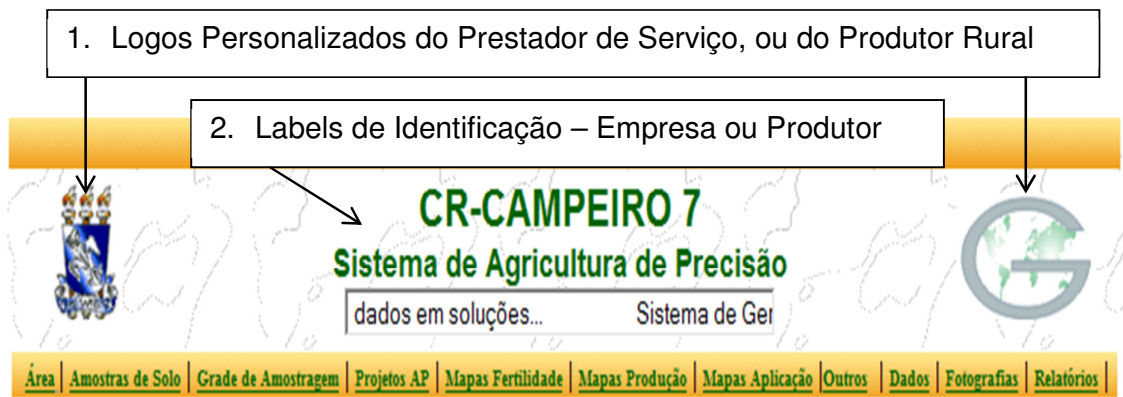 1. Logos Personalizados do Prestador de Serviço, ou do Produtor Rural
2. Labels de Identificação – Empresa ou Produtor
CR-CAMPEIRO 7
Sistema de Agricultura de Precisão
dados em soluções... Sistema de Ger
Área | Amostras de Solo | Grade de Amostragem | Projetos AP | Mapas Fertilidade | Mapas Produção | Mapas Aplicação | Outros | Dados | Fotografias | Relatórios |